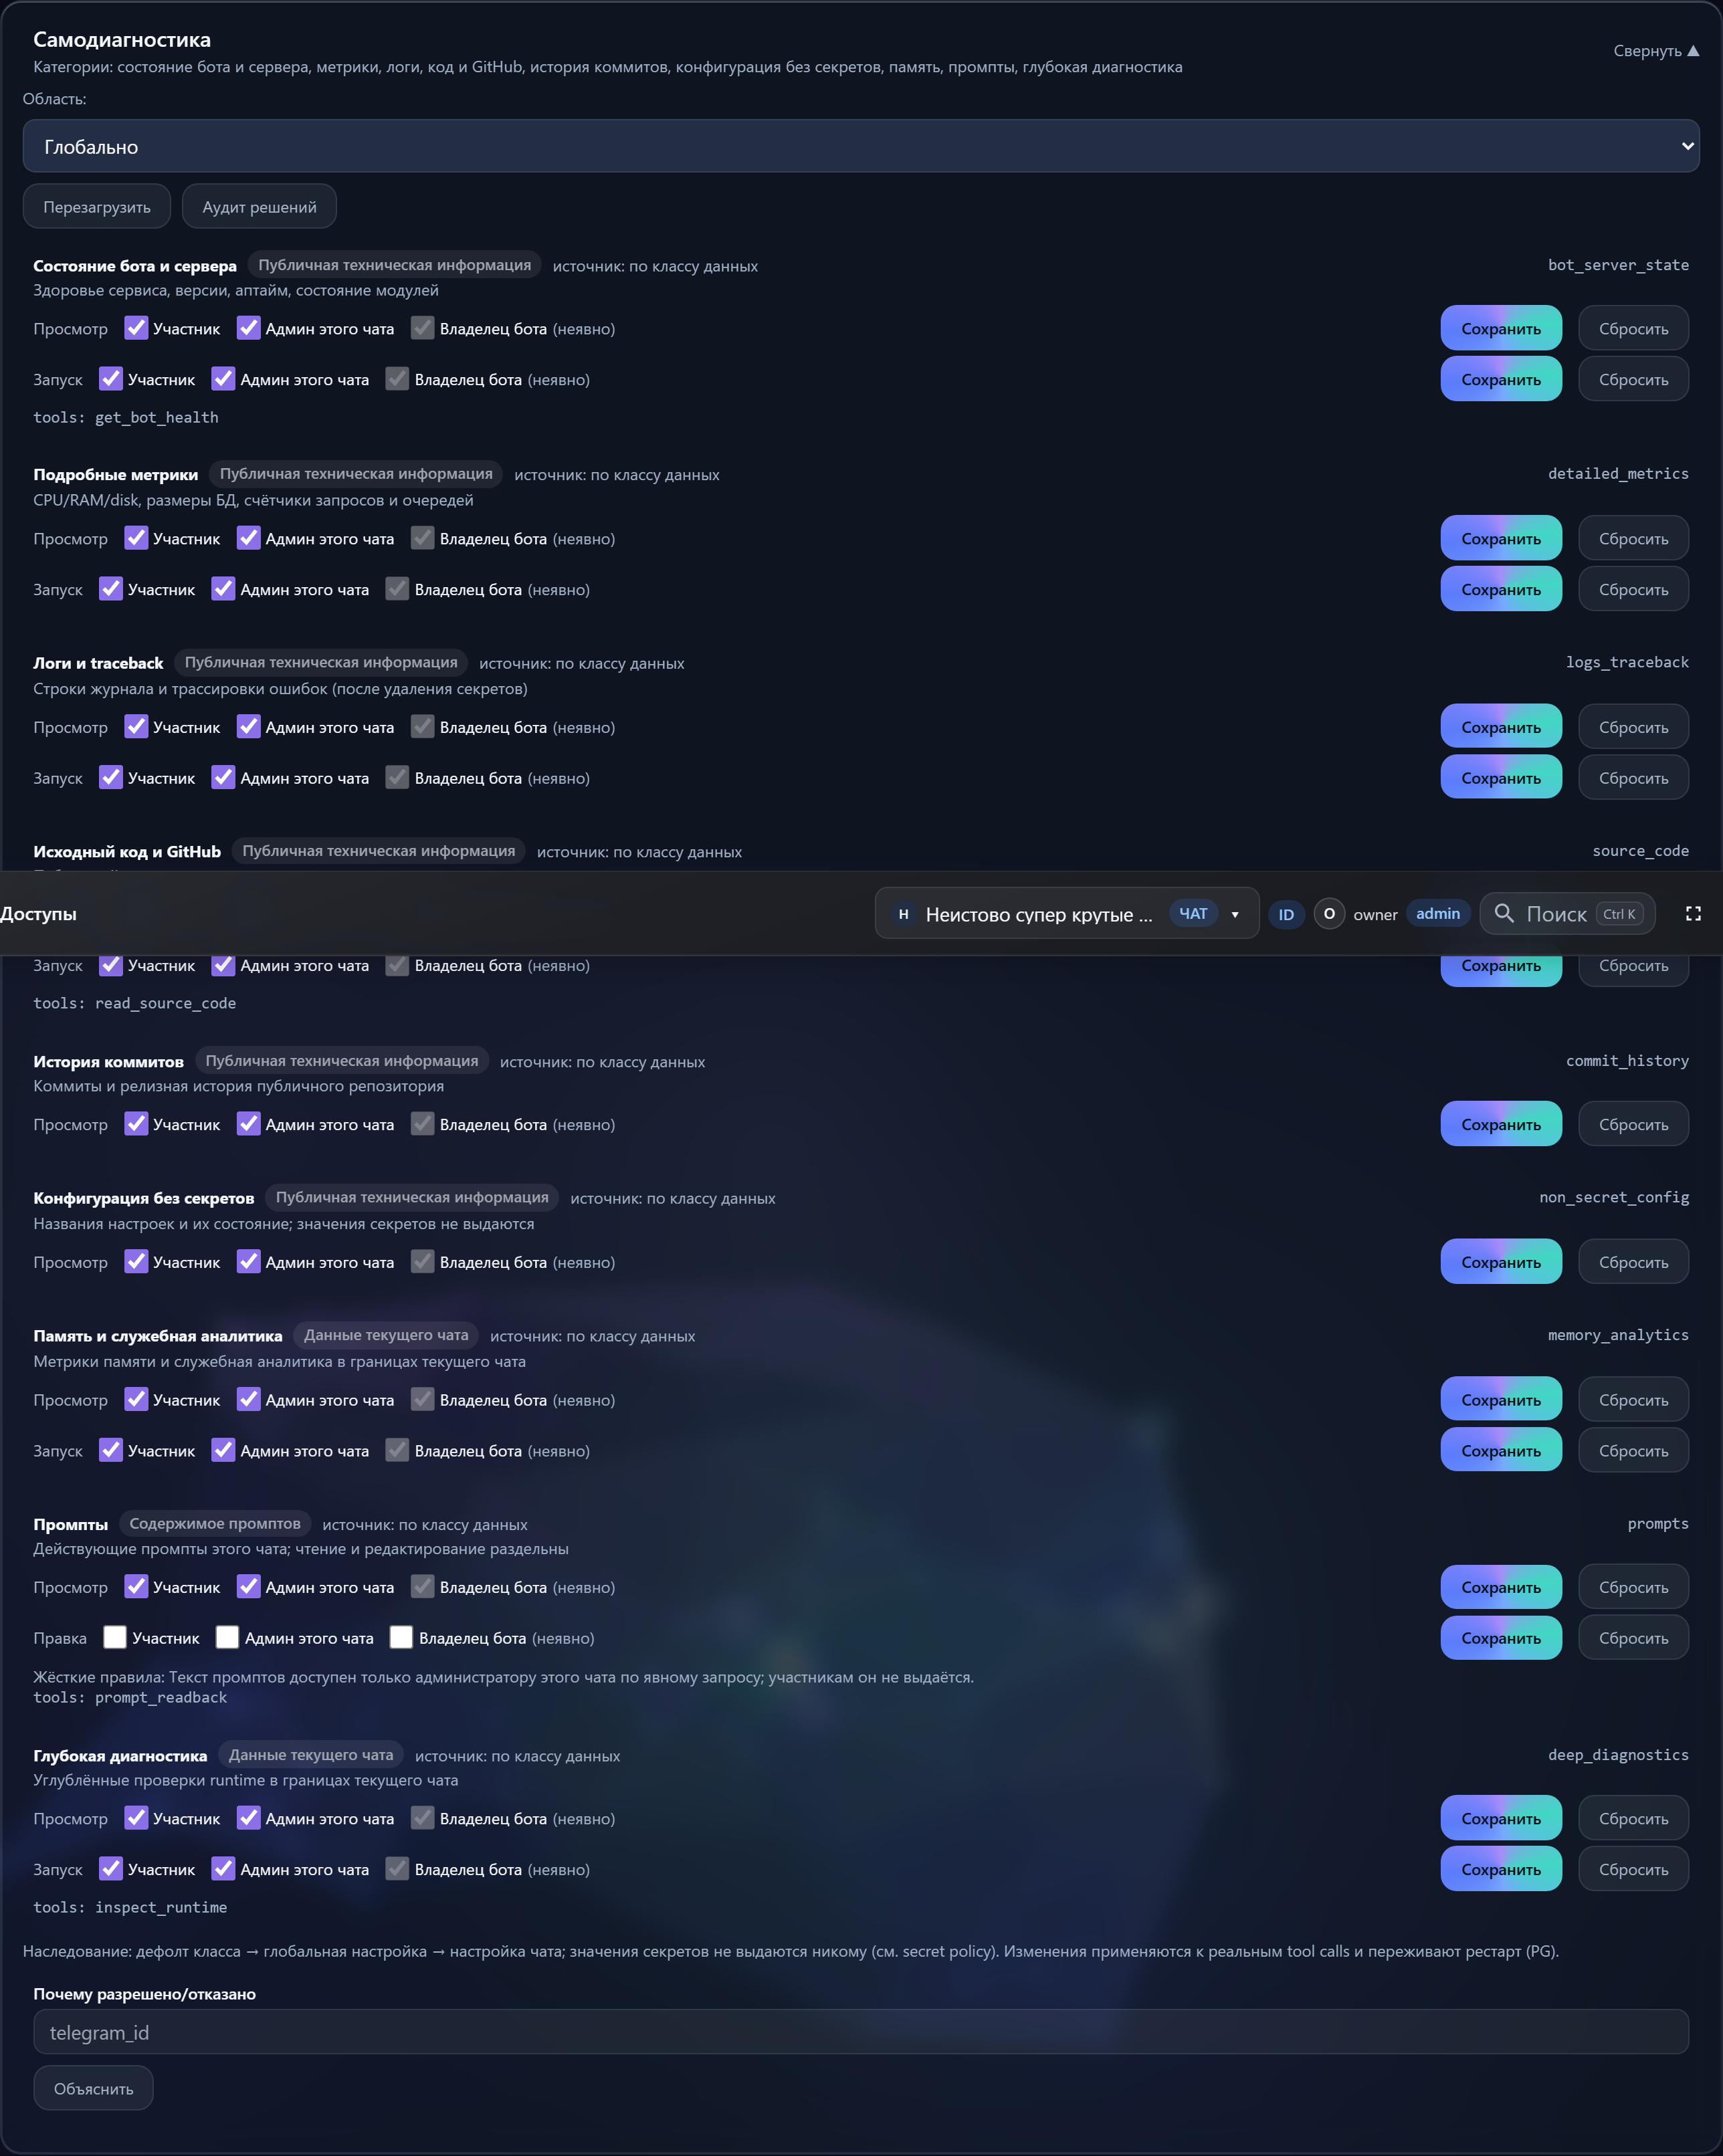 Самодиагностика
Категории: состояние бота и сервера, метрики, логи, код и GitHub, история коммитов, конфигурация без секретов, память, промпты, глубокая диагностика
Свернуть ▲
Область:
Глобально
Перезагрузить Аудит решений
Состояние бота и сервера Публичная техническая информация источник: по классу данных bot_server_state
Здоровье сервиса, версии, аптайм, состояние модулей
Просмотр Участник Админ этого чата Владелец бота (неявно) Сохранить Сбросить
Запуск Участник Админ этого чата Владелец бота (неявно) Сохранить Сбросить
tools: get_bot_health
Подробные метрики Публичная техническая информация источник: по классу данных detailed_metrics
CPU/RAM/disk, размеры БД, счётчики запросов и очередей
Просмотр Участник Админ этого чата Владелец бота (неявно) Сохранить Сбросить
Запуск Участник Админ этого чата Владелец бота (неявно) Сохранить Сбросить
Логи и traceback Публичная техническая информация источник: по классу данных logs_traceback
Строки журнала и трассировки ошибок (после удаления секретов)
Просмотр Участник Админ этого чата Владелец бота (неявно) Сохранить Сбросить
Запуск Участник Админ этого чата Владелец бота (неявно) Сохранить Сбросить
Исходный код и GitHub Публичная техническая информация источник: по классу данных source_code
Доступы Н Неистово супер крутые ... ЧАТ ▼ ID O owner admin Поиск Ctrl K
Запуск Участник Админ этого чата Владелец бота (неявно) Сохранить Сбросить
tools: read_source_code
История коммитов Публичная техническая информация источник: по классу данных commit_history
Коммиты и релизная история публичного репозитория
Просмотр Участник Админ этого чата Владелец бота (неявно) Сохранить Сбросить
Конфигурация без секретов Публичная техническая информация источник: по классу данных non_secret_config
Названия настроек и их состояние; значения секретов не выдаются
Просмотр Участник Админ этого чата Владелец бота (неявно) Сохранить Сбросить
Память и служебная аналитика Данные текущего чата источник: по классу данных memory_analytics
Метрики памяти и служебная аналитика в границах текущего чата
Просмотр Участник Админ этого чата Владелец бота (неявно) Сохранить Сбросить
Запуск Участник Админ этого чата Владелец бота (неявно) Сохранить Сбросить
Промпты Содержимое промптов источник: по классу данных prompts
Действующие промпты этого чата; чтение и редактирование раздельны
Просмотр Участник Админ этого чата Владелец бота (неявно) Сохранить Сбросить
Правка Участник Админ этого чата Владелец бота (неявно) Сохранить Сбросить
Жёсткие правила: Текст промптов доступен только администратору этого чата по явному запросу; участникам он не выдаётся.
tools: prompt_readback
Глубокая диагностика Данные текущего чата источник: по классу данных deep_diagnostics
Углублённые проверки runtime в границах текущего чата
Просмотр Участник Админ этого чата Владелец бота (неявно) Сохранить Сбросить
Запуск Участник Админ этого чата Владелец бота (неявно) Сохранить Сбросить
tools: inspect_runtime
Наследование: дефолт класса → глобальная настройка → настройка чата; значения секретов не выдаются никому (см. secret policy). Изменения применяются к реальным tool calls и переживают рестарт (PG).
Почему разрешено/отказано
telegram_id
Объяснить